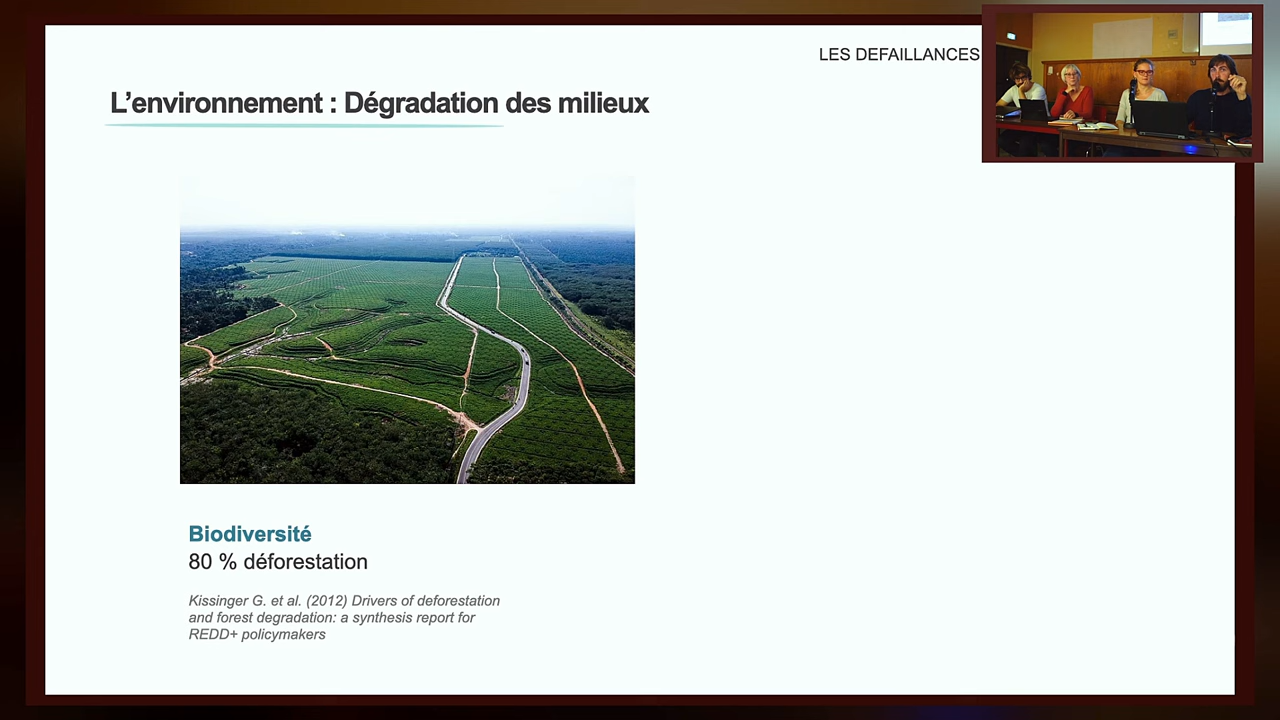 LES DEFAILLANCES
L’environnement : Dégradation des milieux
Biodiversité
80 % déforestation
Kissinger G. et al. (2012) Drivers of deforestation
and forest degradation: a synthesis report for
REDD+ policymakers